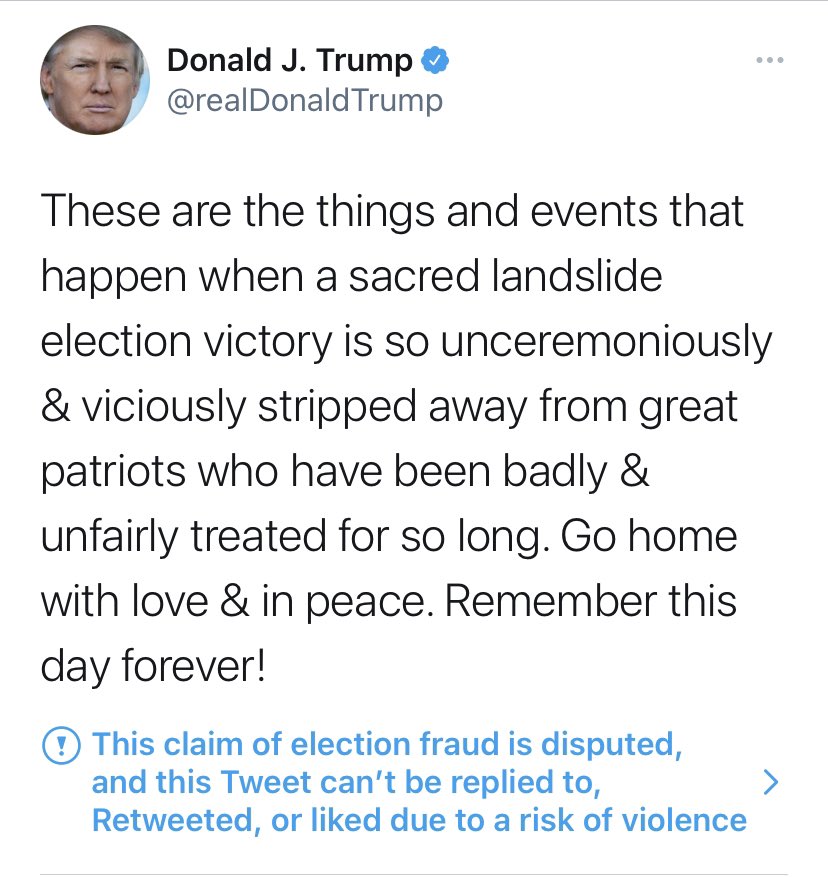 Donald J. Trump
@realDonaldTrump
These are the things and events that
happen when a sacred landslide
election victory is so unceremoniously
& viciously stripped away from great
patriots who have been badly &
unfairly treated for so long. Go home
with love & in peace. Remember this
day forever!
This claim of election fraud is disputed,
and this Tweet can’t be replied to,
Retweeted, or liked due to a risk of violence